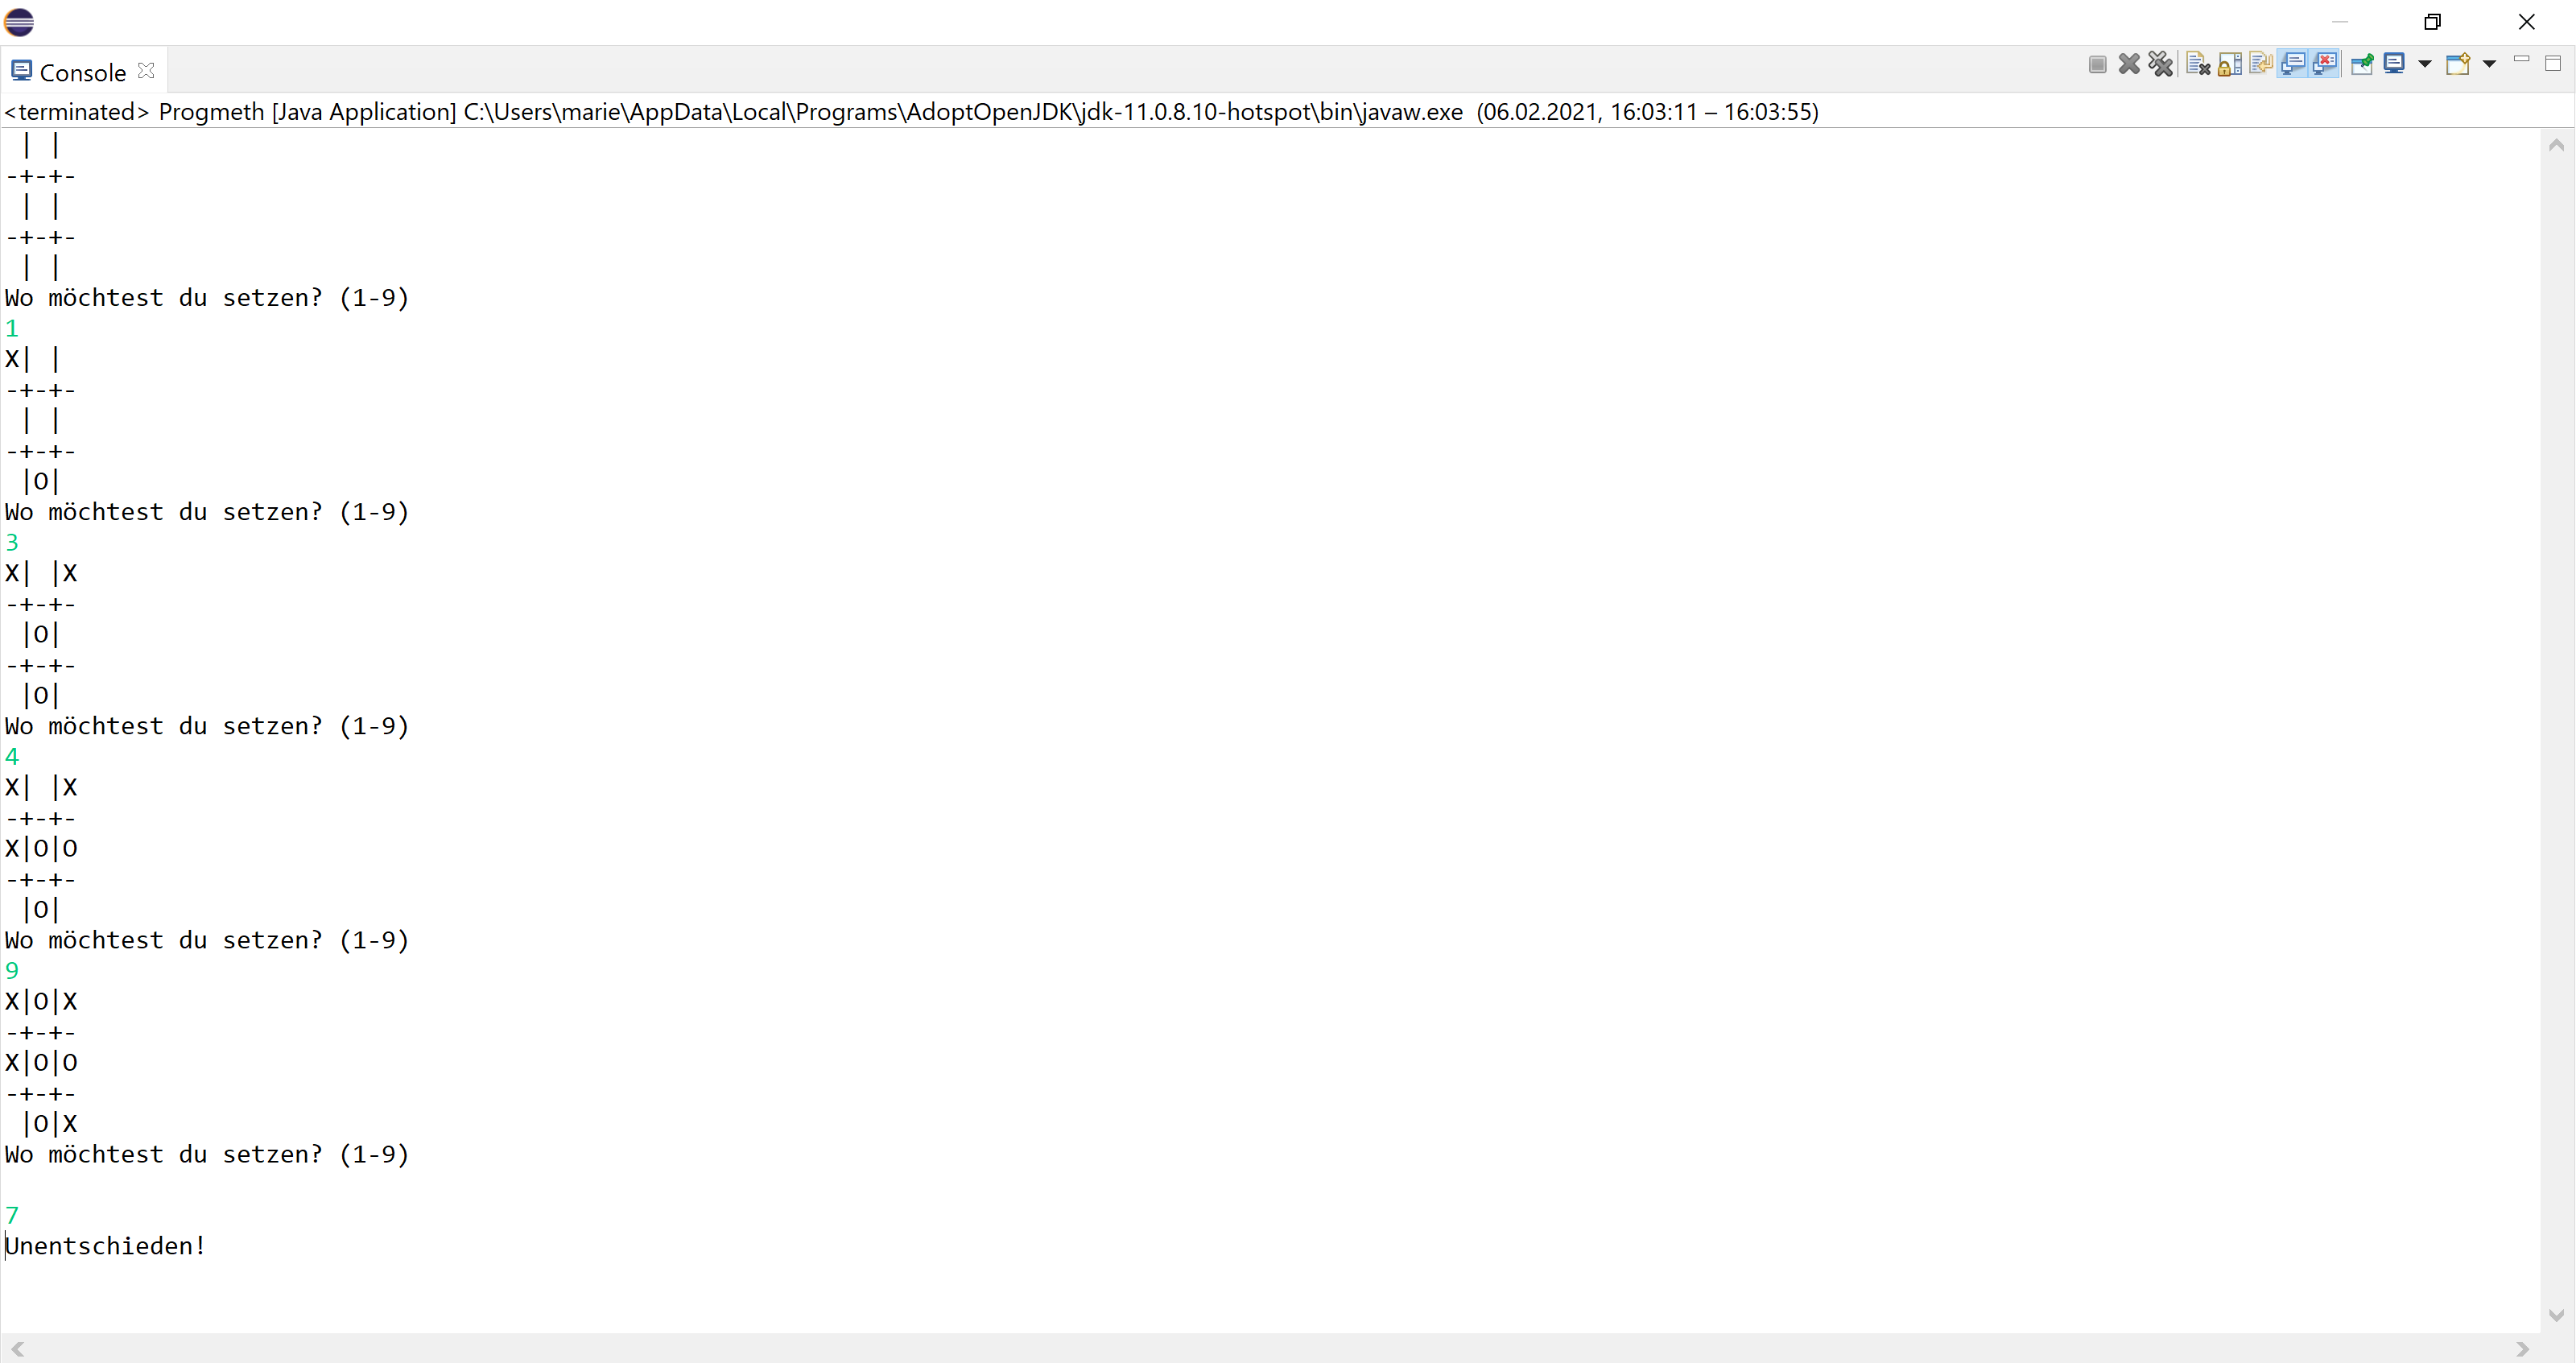 Console
<terminated> Progmeth [Java Application] C:\Users\marie\AppData\Local\Programs\AdoptOpenJDK\jdk-11.0.8.10-hotspot\bin\javaw.exe (06.02.2021, 16:03:11 – 16:03:55)
 | |
-+-+-
 | |
-+-+-
 | |
Wo möchtest du setzen? (1-9)
1
X| |
-+-+-
 | |
-+-+-
 |O|
Wo möchtest du setzen? (1-9)
3
X| |X
-+-+-
 |O|
-+-+-
 |O|
Wo möchtest du setzen? (1-9)
4
X| |X
-+-+-
X|O|O
-+-+-
 |O|
Wo möchtest du setzen? (1-9)
9
X|O|X
-+-+-
X|O|O
-+-+-
 |O|X
Wo möchtest du setzen? (1-9)
7
Unentschieden!